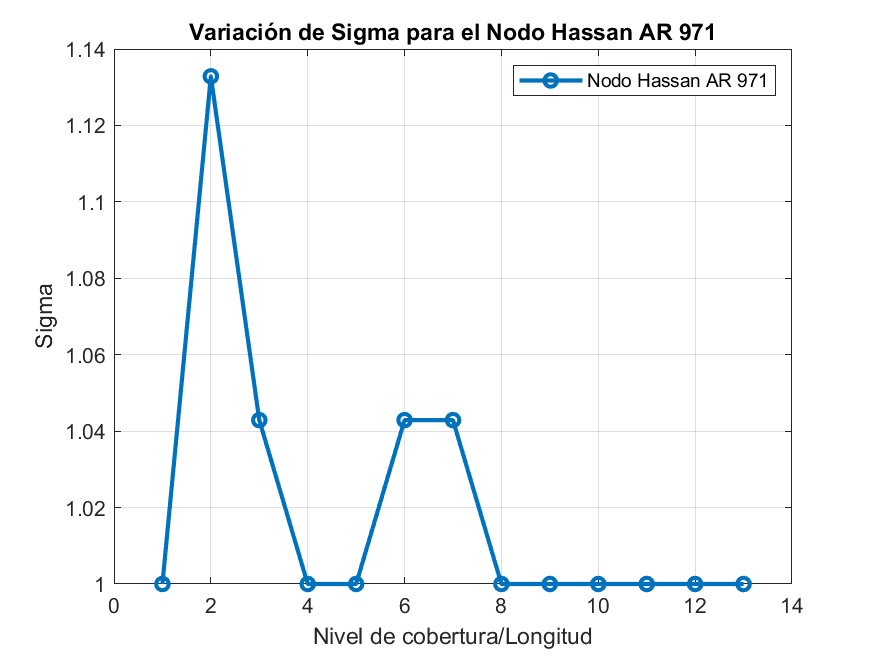 Variación de Sigma para el Nodo Hassan AR 971
Nodo Hassan AR 971
1.14
1.12
1.1
1.08
1.06
1.04
1.02
1
Sigma
0 2 4 6 8 10 12 14
Nivel de cobertura/Longitud